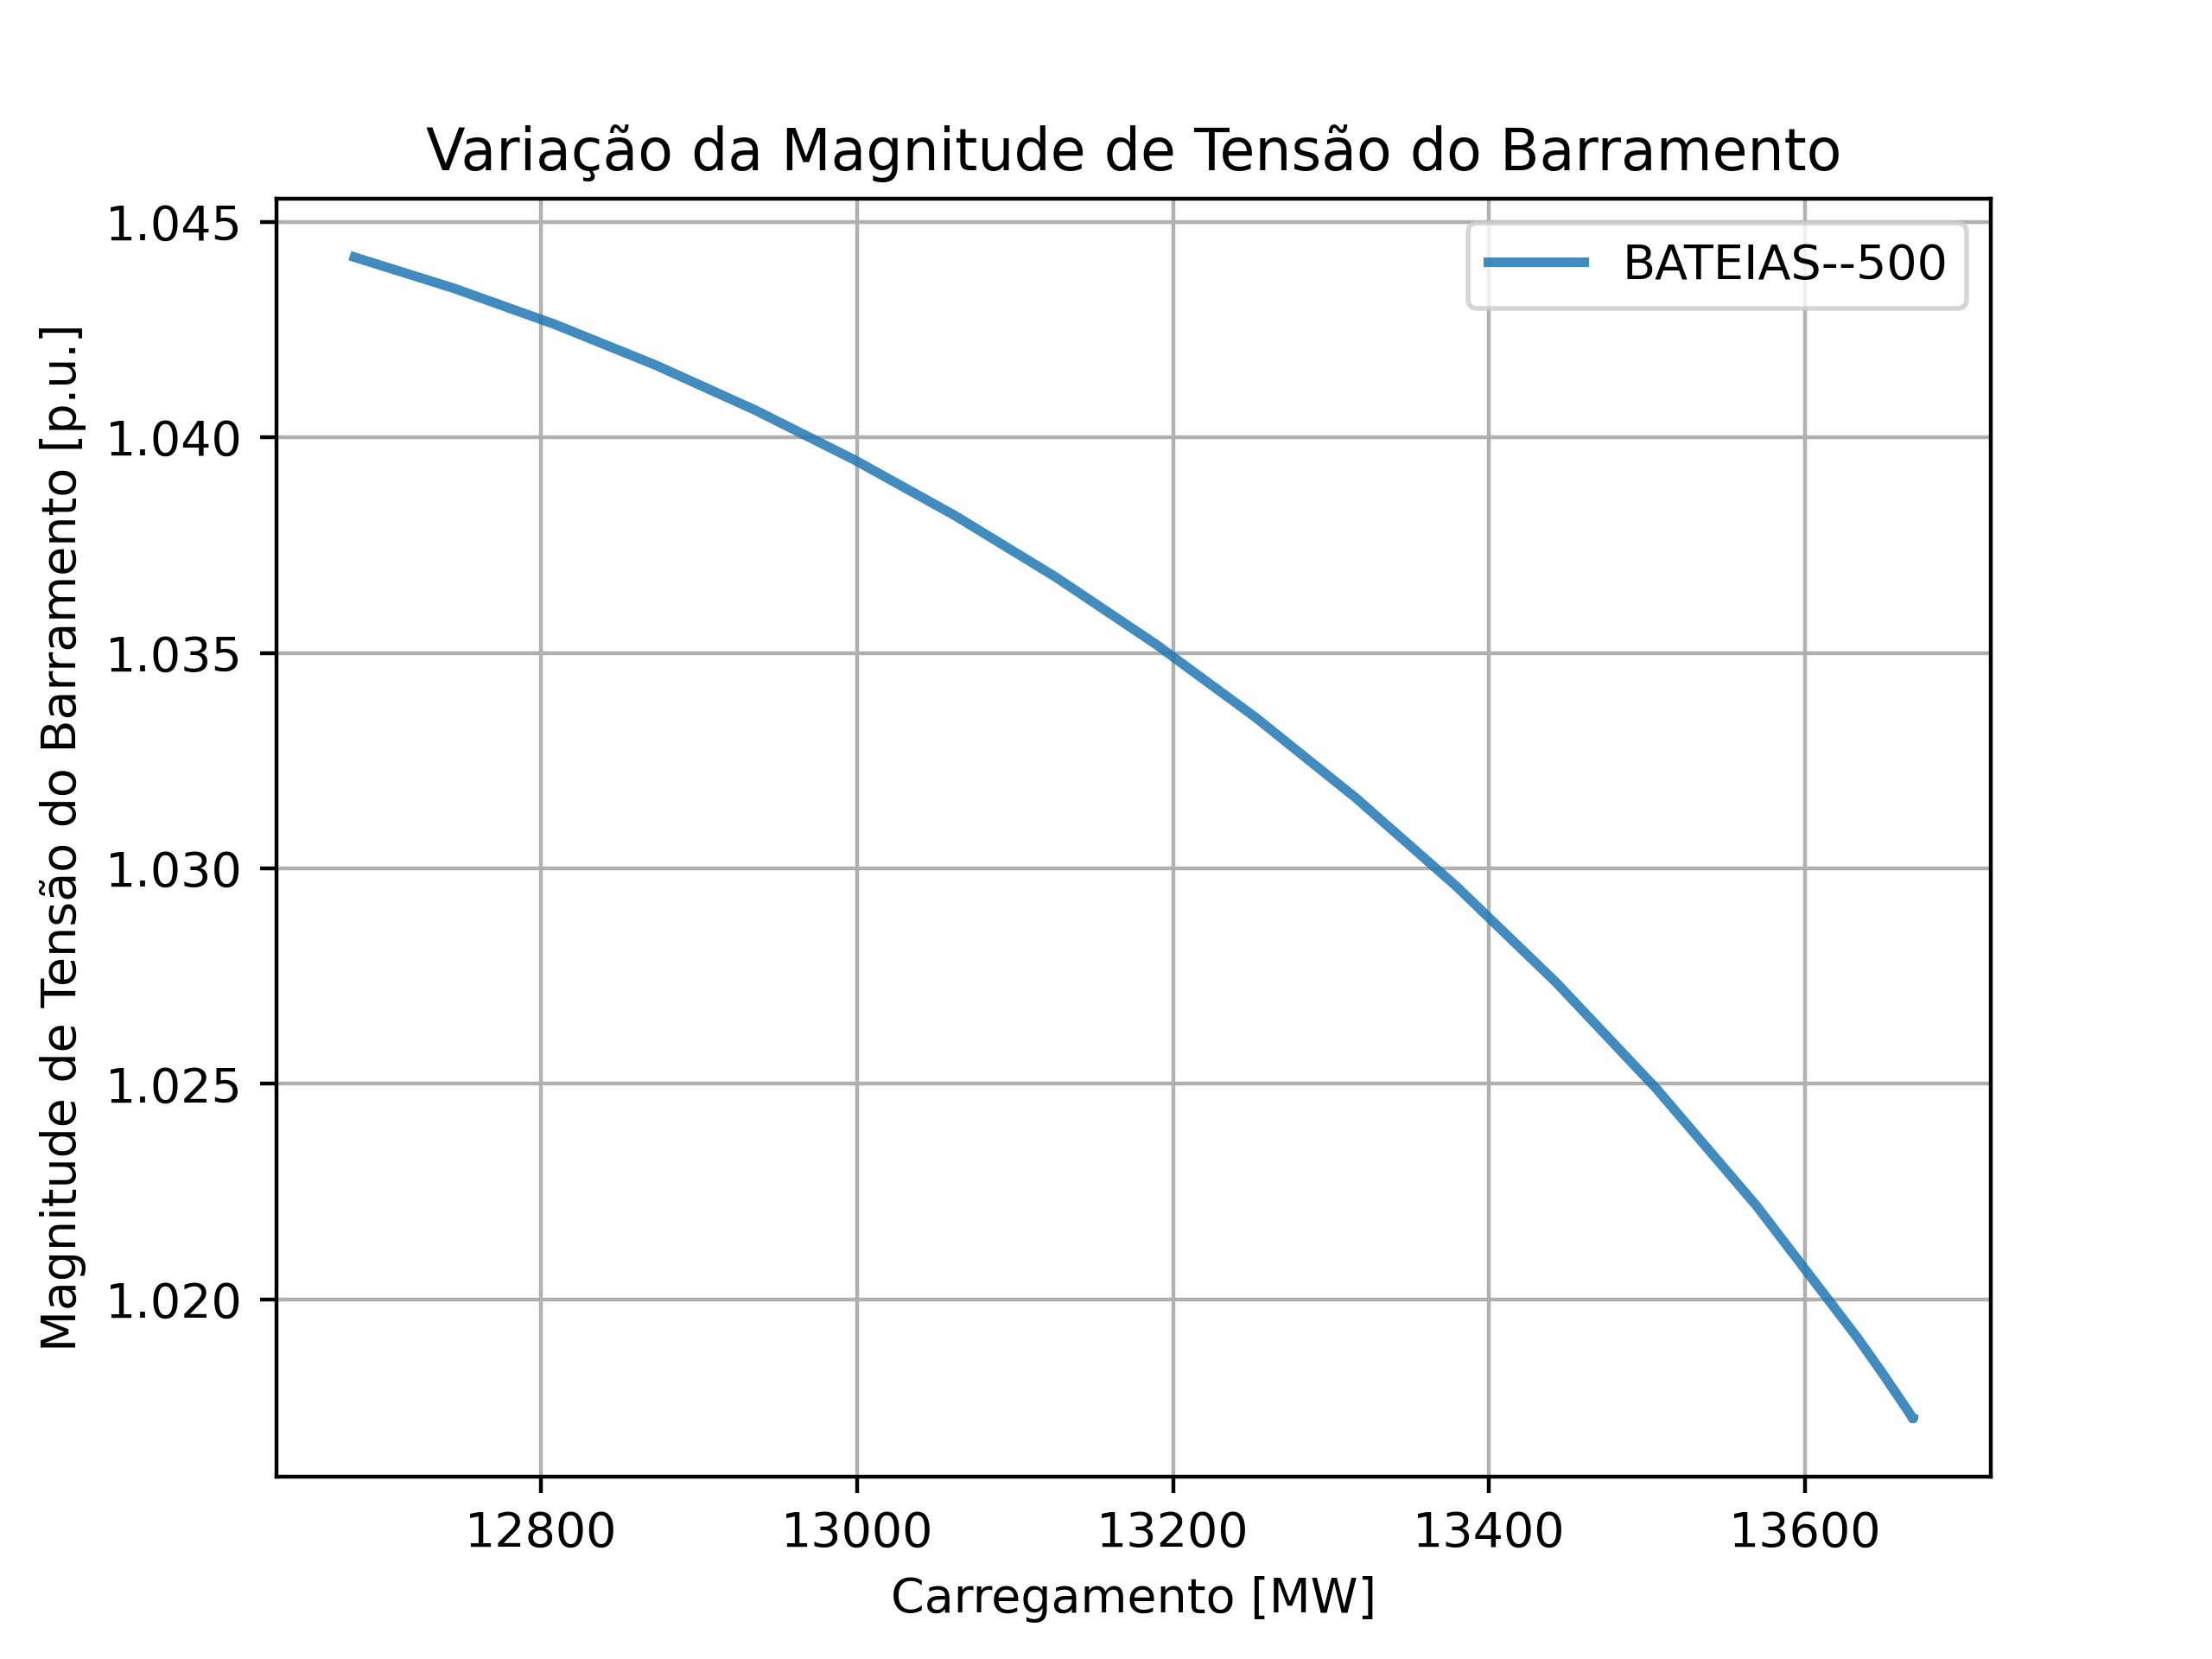 Variação da Magnitude de Tensão do Barramento
BATEIAS--500
Magnitude de Tensão do Barramento [p.u.]
1.045
1.040
1.035
1.030
1.025
1.020
12800 13000 13200 13400 13600
Carregamento [MW]